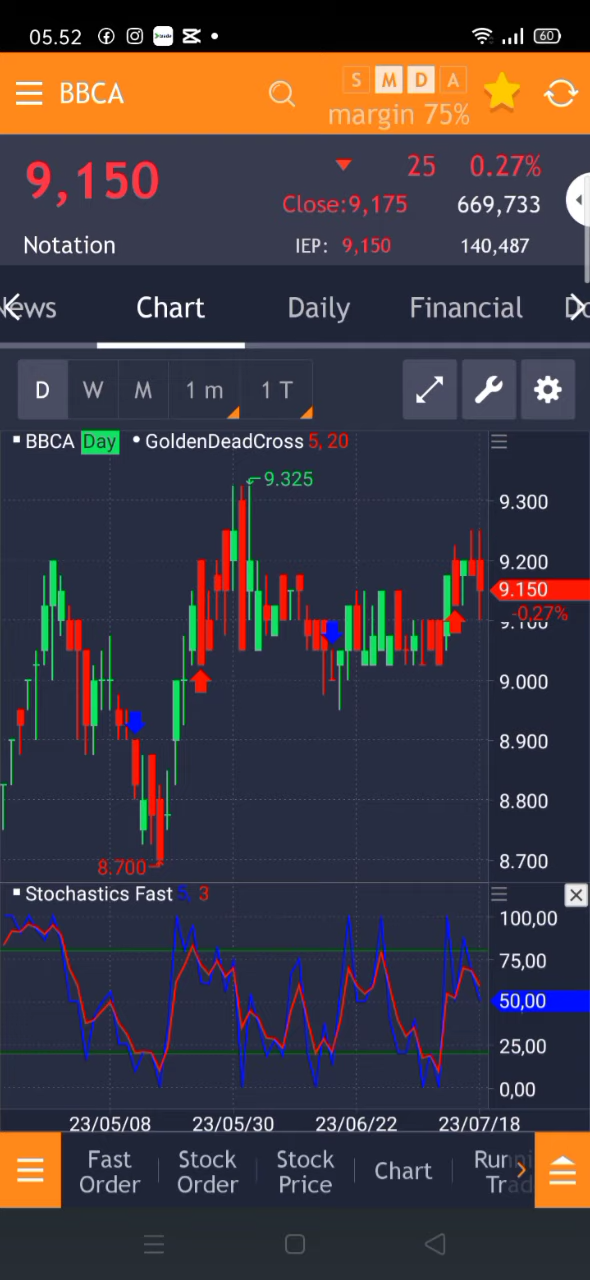 05.52 60
BBCA S M D A
margin 75%
9,150 25 0.27%
Close:9,175 669,733
Notation IEP: 9,150 140,487
News Chart Daily Financial
D W M 1 m 1 T
BBCA Day GoldenDeadCross 5, 20
9.325
9.300
9.200
9.150
-0,27%
9.100
9.000
8.900
8.800
8.700
8.700
Stochastics Fast 5, 3
100,00
75,00
50,00
25,00
0,00
23/05/08 23/05/30 23/06/22 23/07/18
Fast Order Stock Order Stock Price Chart